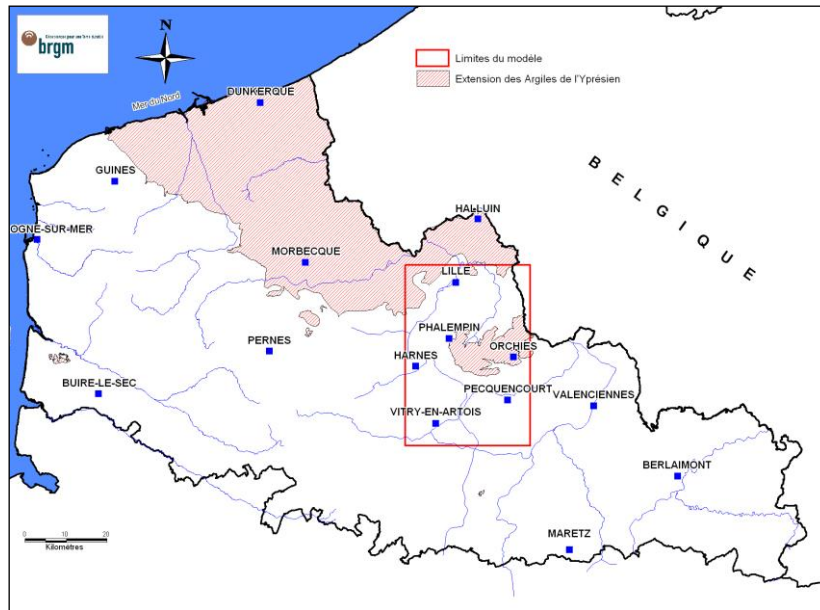 brgm
N
Limites du modèle
Extension des Argiles de l'Yprésien
DUNKERQUE
Mer du Nord
GUINES
BELGIQUE
HALLUIN
OGNE-SUR-MER
MORBECQUE
LILLE
PHALEMPIN
PERNES
ORCHIES
HARNES
BUIRE-LE-SEC
PECQUENCOURT
VALENCIENNES
VITRY-EN-ARTOIS
BERLAIMONT
0 10 20
Kilomètres
MARETZ